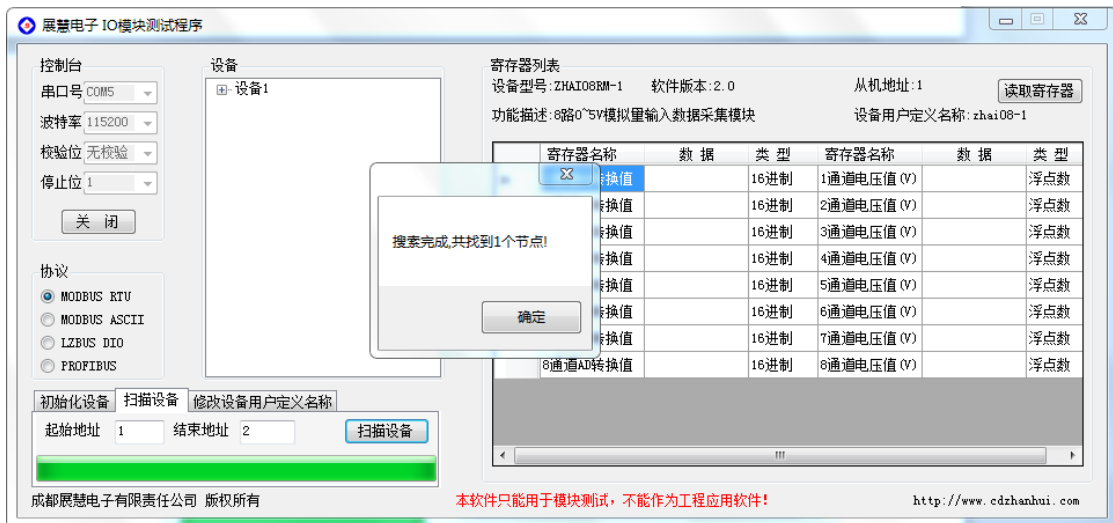 展慧电子 IO模块测试程序
控制台
串口号 COM5
波特率 115200
校验位 无校验
停止位 1
关 闭
协议
MODBUS RTU
MODBUS ASCII
LZBUS DIO
PROFIBUS
设备
设备1
寄存器列表
设备型号:ZHAI08RM-1 软件版本:2.0 从机地址:1 读取寄存器
功能描述:8路0~5V模拟量输入数据采集模块 设备用户定义名称:zhai08-1
寄存器名称 数 据 类 型 寄存器名称 数 据 类 型
转换值 16进制 1通道电压值(V) 浮点数
转换值 16进制 2通道电压值(V) 浮点数
转换值 16进制 3通道电压值(V) 浮点数
转换值 16进制 4通道电压值(V) 浮点数
转换值 16进制 5通道电压值(V) 浮点数
转换值 16进制 6通道电压值(V) 浮点数
转换值 16进制 7通道电压值(V) 浮点数
8通道AD转换值 16进制 8通道电压值(V) 浮点数
搜索完成,共找到1个节点!
确定
初始化设备 扫描设备 修改设备用户定义名称
起始地址 1 结束地址 2 扫描设备
成都展慧电子有限责任公司 版权所有
本软件只能用于模块测试，不能作为工程应用软件!
http://www.cdzhanhui.com